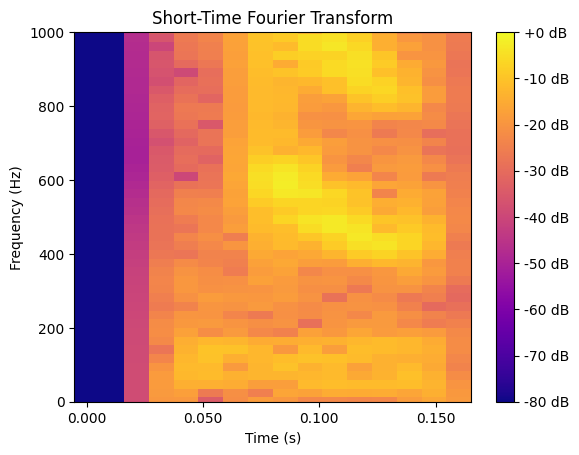 Short-Time Fourier Transform
Frequency (Hz)
1000
800
600
400
200
0
0.000
0.050
0.100
0.150
Time (s)
+0 dB
-10 dB
-20 dB
-30 dB
-40 dB
-50 dB
-60 dB
-70 dB
-80 dB